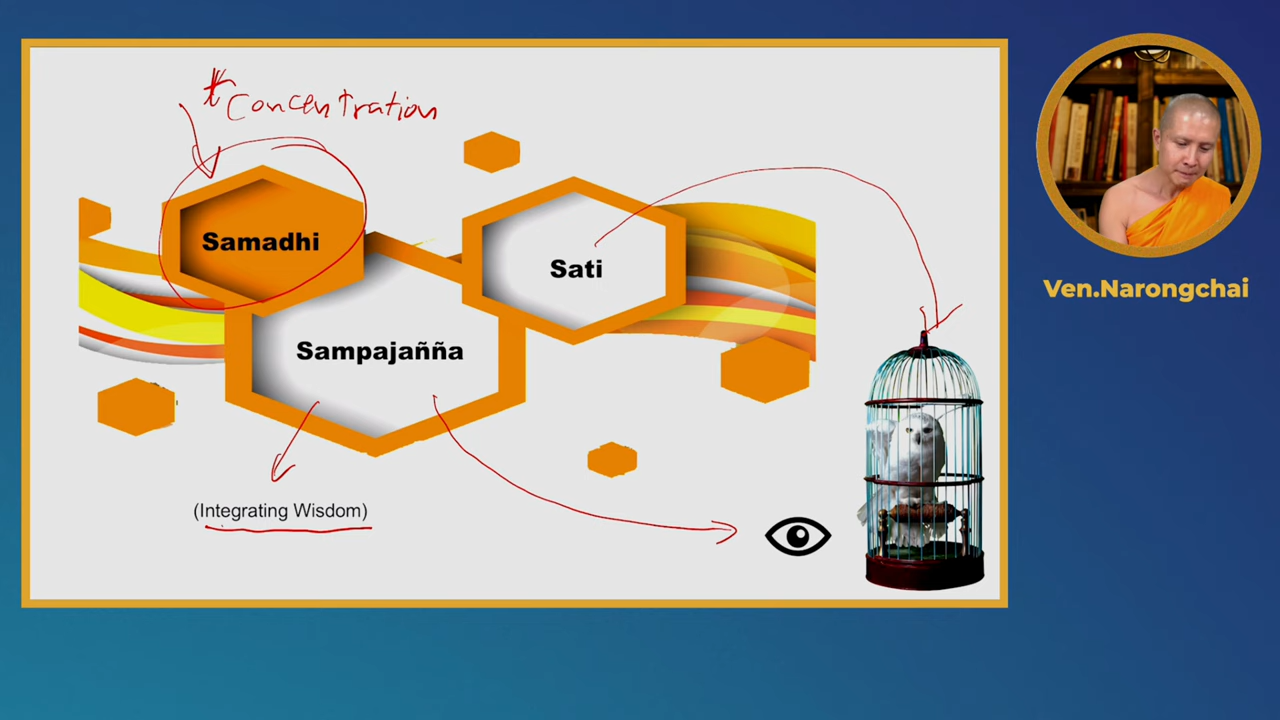 Concentration
Samadhi
Sati
Sampajañña
(Integrating Wisdom)
Ven.Narongchai